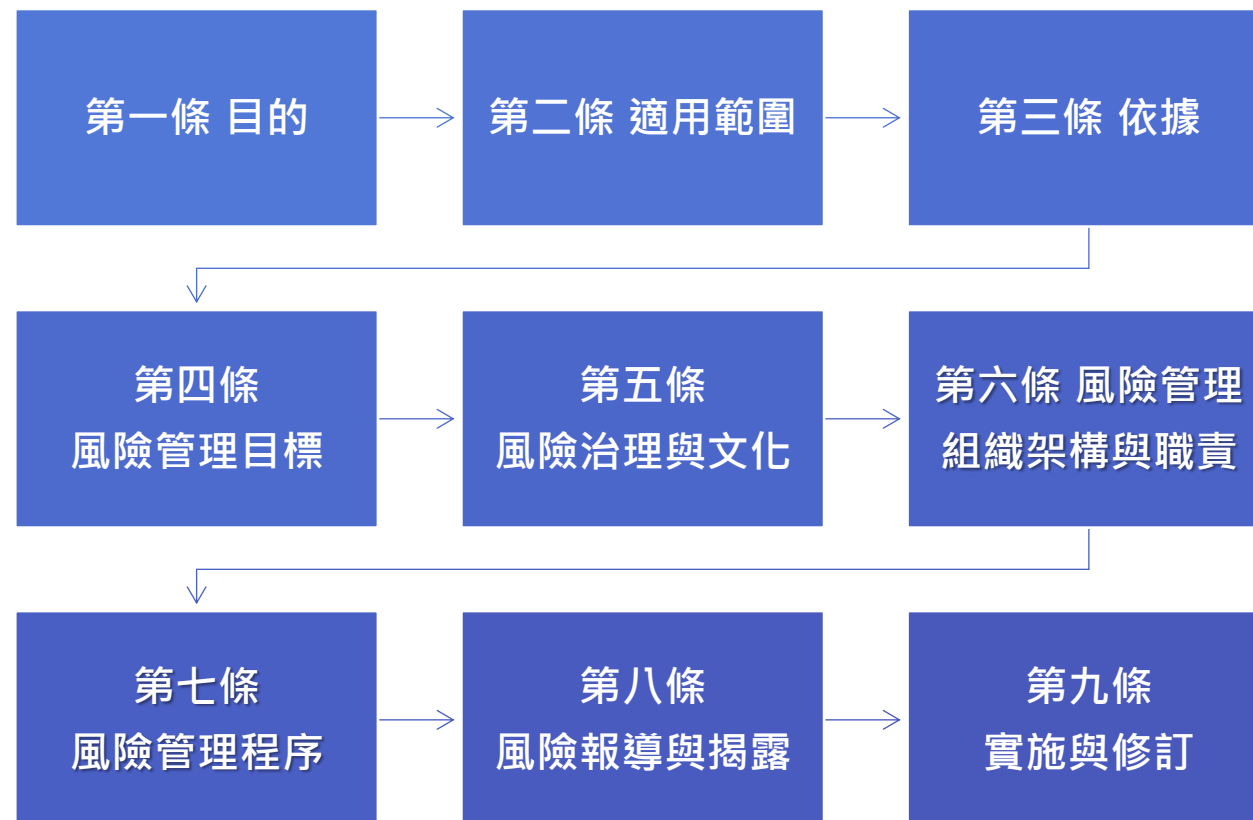 第一條 目的
第二條 適用範圍
第三條 依據
第四條
風險管理目標
第五條
風險治理與文化
第六條 風險管理
組織架構與職責
第七條
風險管理程序
第八條
風險報導與揭露
第九條
實施與修訂